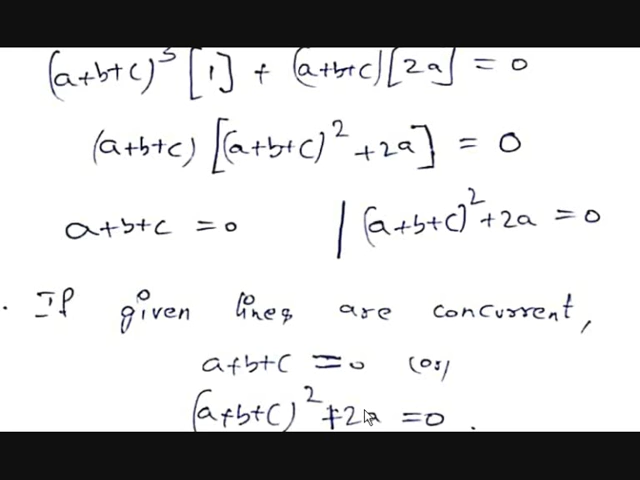 (a+b+c)³ [1] + (a+b+c) [2a] = 0
(a+b+c) [(a+b+c)² +2a] = 0
a+b+c = 0 | (a+b+c)² +2a = 0
. If given lines are concurrent,
a+b+c = 0 (or)
(a+b+c)² +2a = 0 .